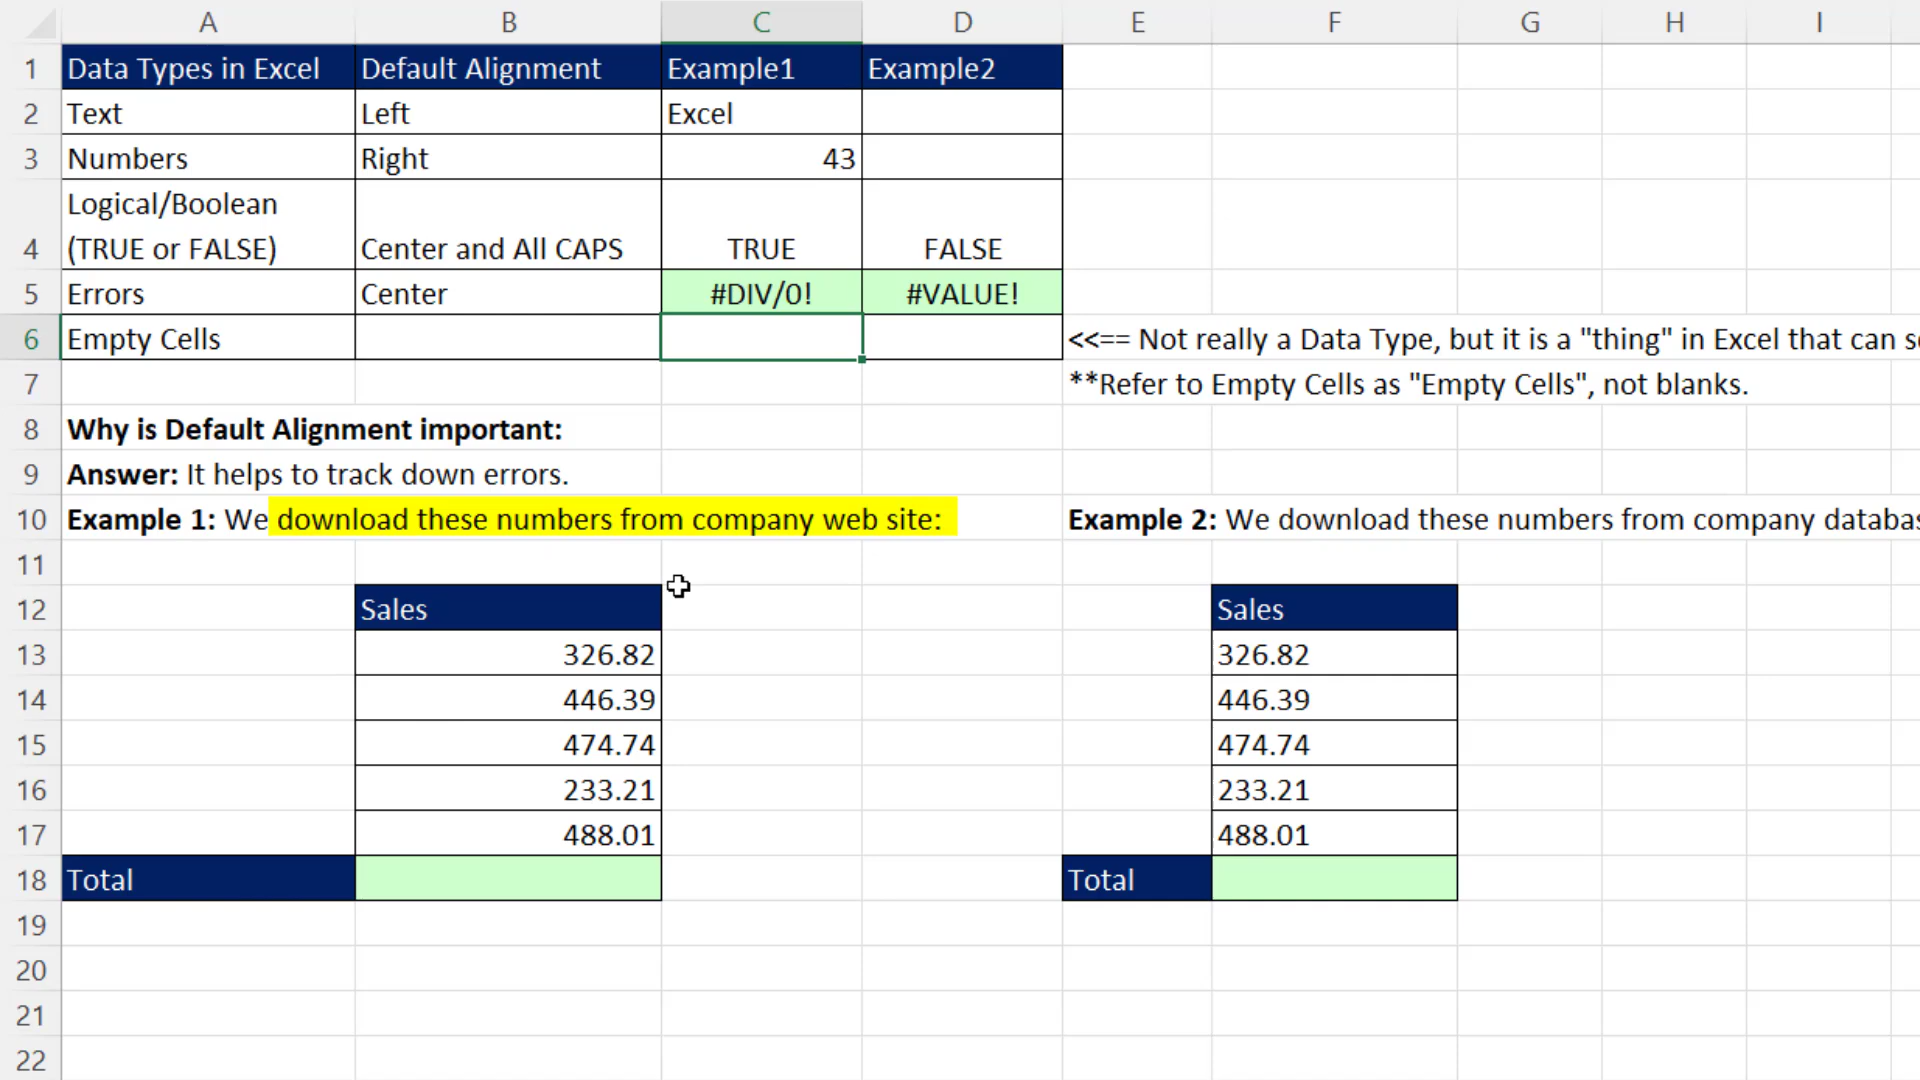 A B C D E F G H I
1 Data Types in Excel Default Alignment Example1 Example2
2 Text Left Excel
3 Numbers Right 43
Logical/Boolean
4 (TRUE or FALSE) Center and All CAPS TRUE FALSE
5 Errors Center #DIV/0! #VALUE!
6 Empty Cells <<== Not really a Data Type, but it is a "thing" in Excel that can
7 **Refer to Empty Cells as "Empty Cells", not blanks.
8 Why is Default Alignment important:
9 Answer: It helps to track down errors.
10 Example 1: We download these numbers from company web site: Example 2: We download these numbers from company
11
12 Sales Sales
13 326.82 326.82
14 446.39 446.39
15 474.74 474.74
16 233.21 233.21
17 488.01 488.01
18 Total Total
19
20
21
22